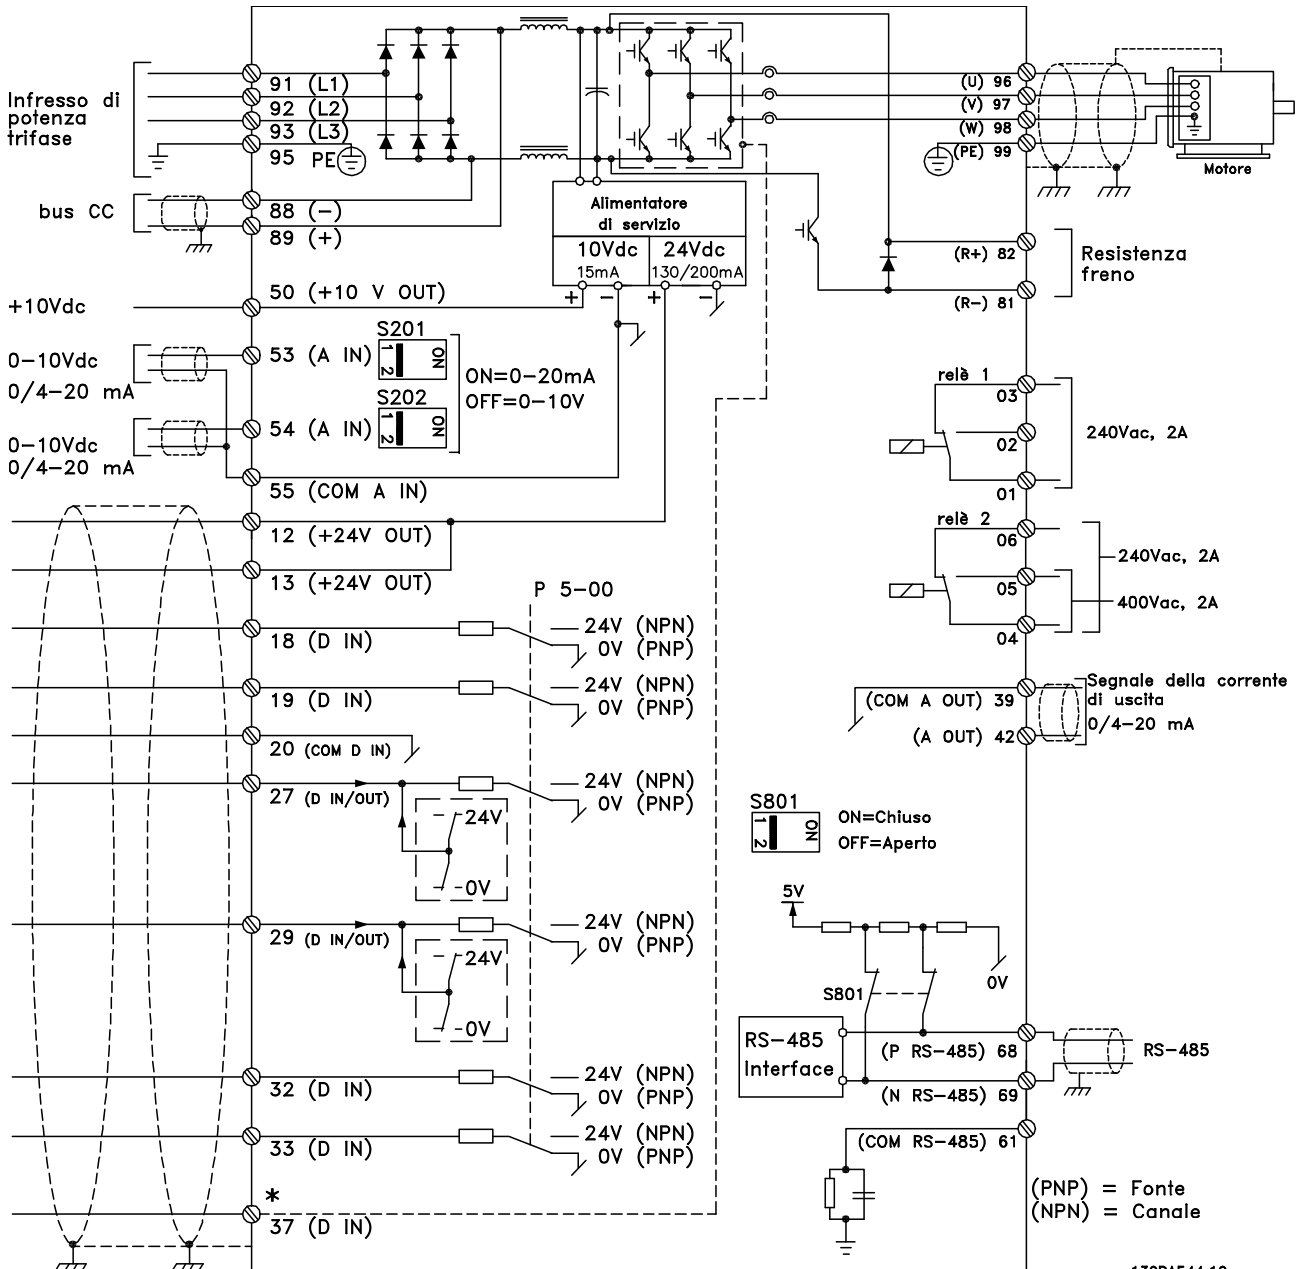 Infresso di
potenza
trifase
91 (L1)
92 (L2)
93 (L3)
95 PE
bus CC
88 (−)
89 (+)
+10Vdc
50 (+10 V OUT)
0−10Vdc
0/4−20 mA
53 (A IN)
S201
1
2
ON
ON=0−20mA
OFF=0−10V
S202
1
2
ON
0−10Vdc
0/4−20 mA
54 (A IN)
55 (COM A IN)
12 (+24V OUT)
13 (+24V OUT)
P 5-00
18 (D IN)
24V (NPN)
0V (PNP)
19 (D IN)
24V (NPN)
0V (PNP)
20 (COM D IN)
27 (D IN/OUT)
24V (NPN)
0V (PNP)
24V
0V
29 (D IN/OUT)
24V (NPN)
0V (PNP)
24V
0V
32 (D IN)
24V (NPN)
0V (PNP)
33 (D IN)
24V (NPN)
0V (PNP)
*
37 (D IN)
Alimentatore
di servizio
10Vdc
15mA
24Vdc
130/200mA
+ − + −
(U) 96
(V) 97
(W) 98
(PE) 99
Motore
(R+) 82
(R−) 81
Resistenza
freno
relè 1
03
02
01
240Vac, 2A
relè 2
06
05
04
240Vac, 2A
400Vac, 2A
(COM A OUT) 39
(A OUT) 42
Segnale della corrente
di uscita
0/4−20 mA
S801
1
2
ON
ON=Chiuso
OFF=Aperto
5V
0V
S801
RS−485
Interface
(P RS−485) 68
(N RS−485) 69
(COM RS−485) 61
RS−485
(PNP) = Fonte
(NPN) = Canale